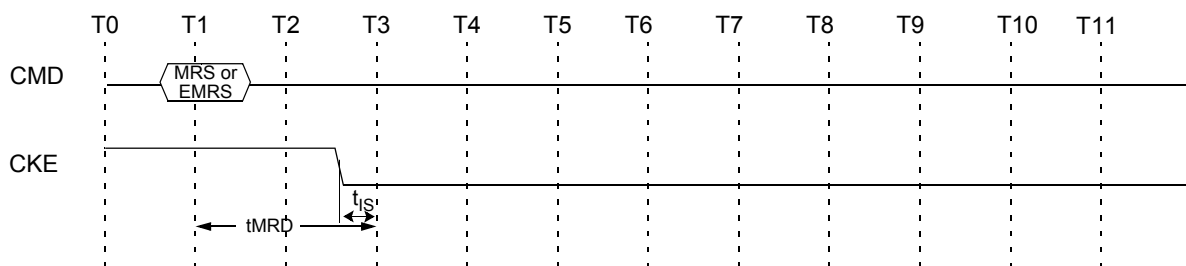 T0 T1 T2 T3 T4 T5 T6 T7 T8 T9 T10 T11
CMD
MRS or
EMRS
CKE
tIS
tMRD